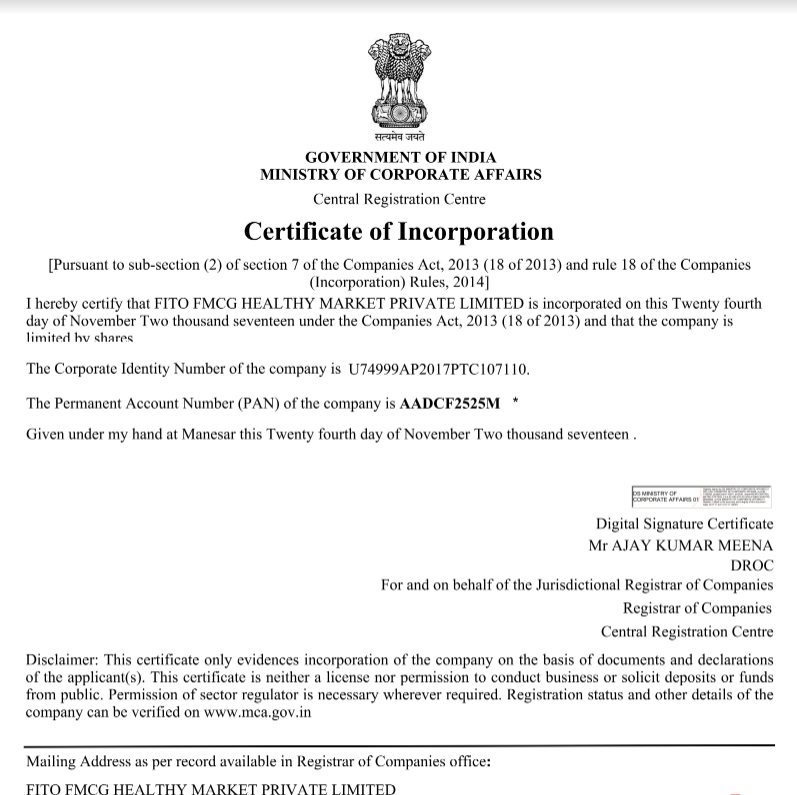 सत्यमेव जयते
GOVERNMENT OF INDIA
MINISTRY OF CORPORATE AFFAIRS
Central Registration Centre
Certificate of Incorporation
[Pursuant to sub-section (2) of section 7 of the Companies Act, 2013 (18 of 2013) and rule 18 of the Companies
(Incorporation) Rules, 2014]
I hereby certify that FITO FMCG HEALTHY MARKET PRIVATE LIMITED is incorporated on this Twenty fourth
day of November Two thousand seventeen under the Companies Act, 2013 (18 of 2013) and that the company is
limited by shares
The Corporate Identity Number of the company is U74999AP2017PTC107110.
The Permanent Account Number (PAN) of the company is AADCF2525M *
Given under my hand at Manesar this Twenty fourth day of November Two thousand seventeen .
DS MINISTRY OF
CORPORATE AFFAIRS 01
Digital Signature Certificate
Mr AJAY KUMAR MEENA
DROC
For and on behalf of the Jurisdictional Registrar of Companies
Registrar of Companies
Central Registration Centre
Disclaimer: This certificate only evidences incorporation of the company on the basis of documents and declarations
of the applicant(s). This certificate is neither a license nor permission to conduct business or solicit deposits or funds
from public. Permission of sector regulator is necessary wherever required. Registration status and other details of the
company can be verified on www.mca.gov.in
Mailing Address as per record available in Registrar of Companies office:
FITO FMCG HEALTHY MARKET PRIVATE LIMITED